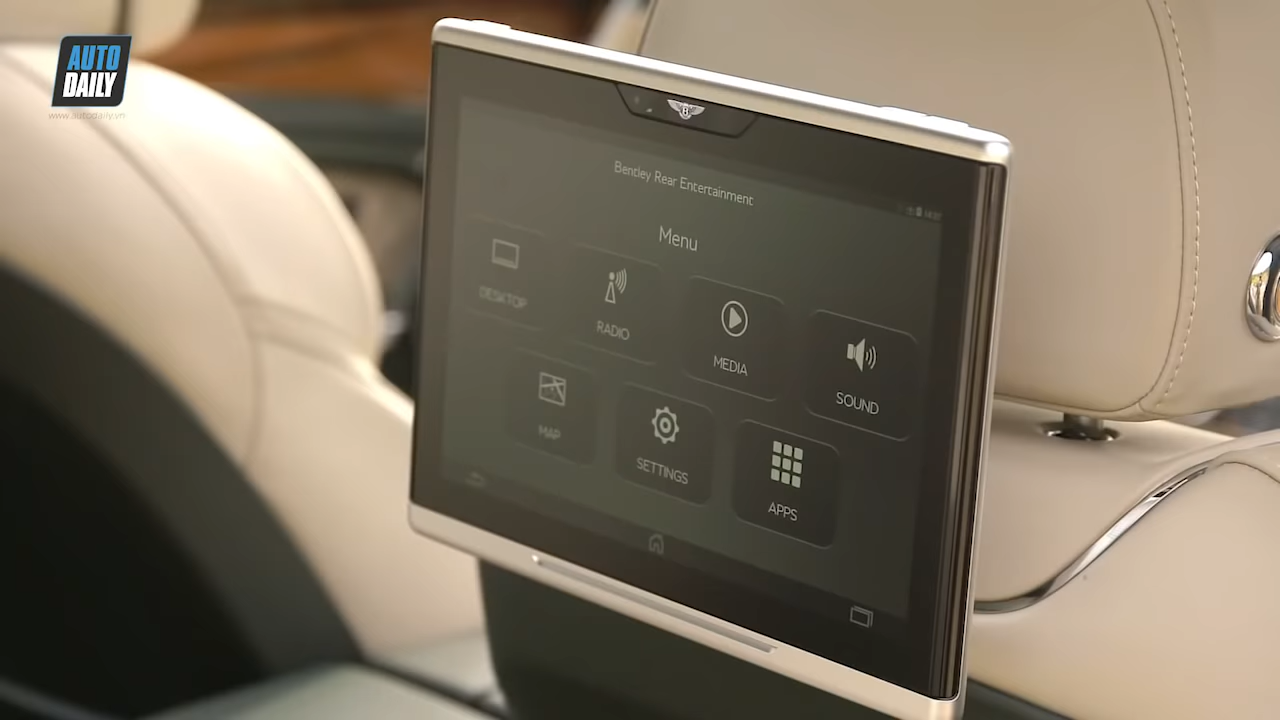 AUTO
DAILY
www.autodaily.vn
B
Bentley Rear Entertainment
Menu
DESKTOP
RADIO
MEDIA
SOUND
MAP
SETTINGS
APPS